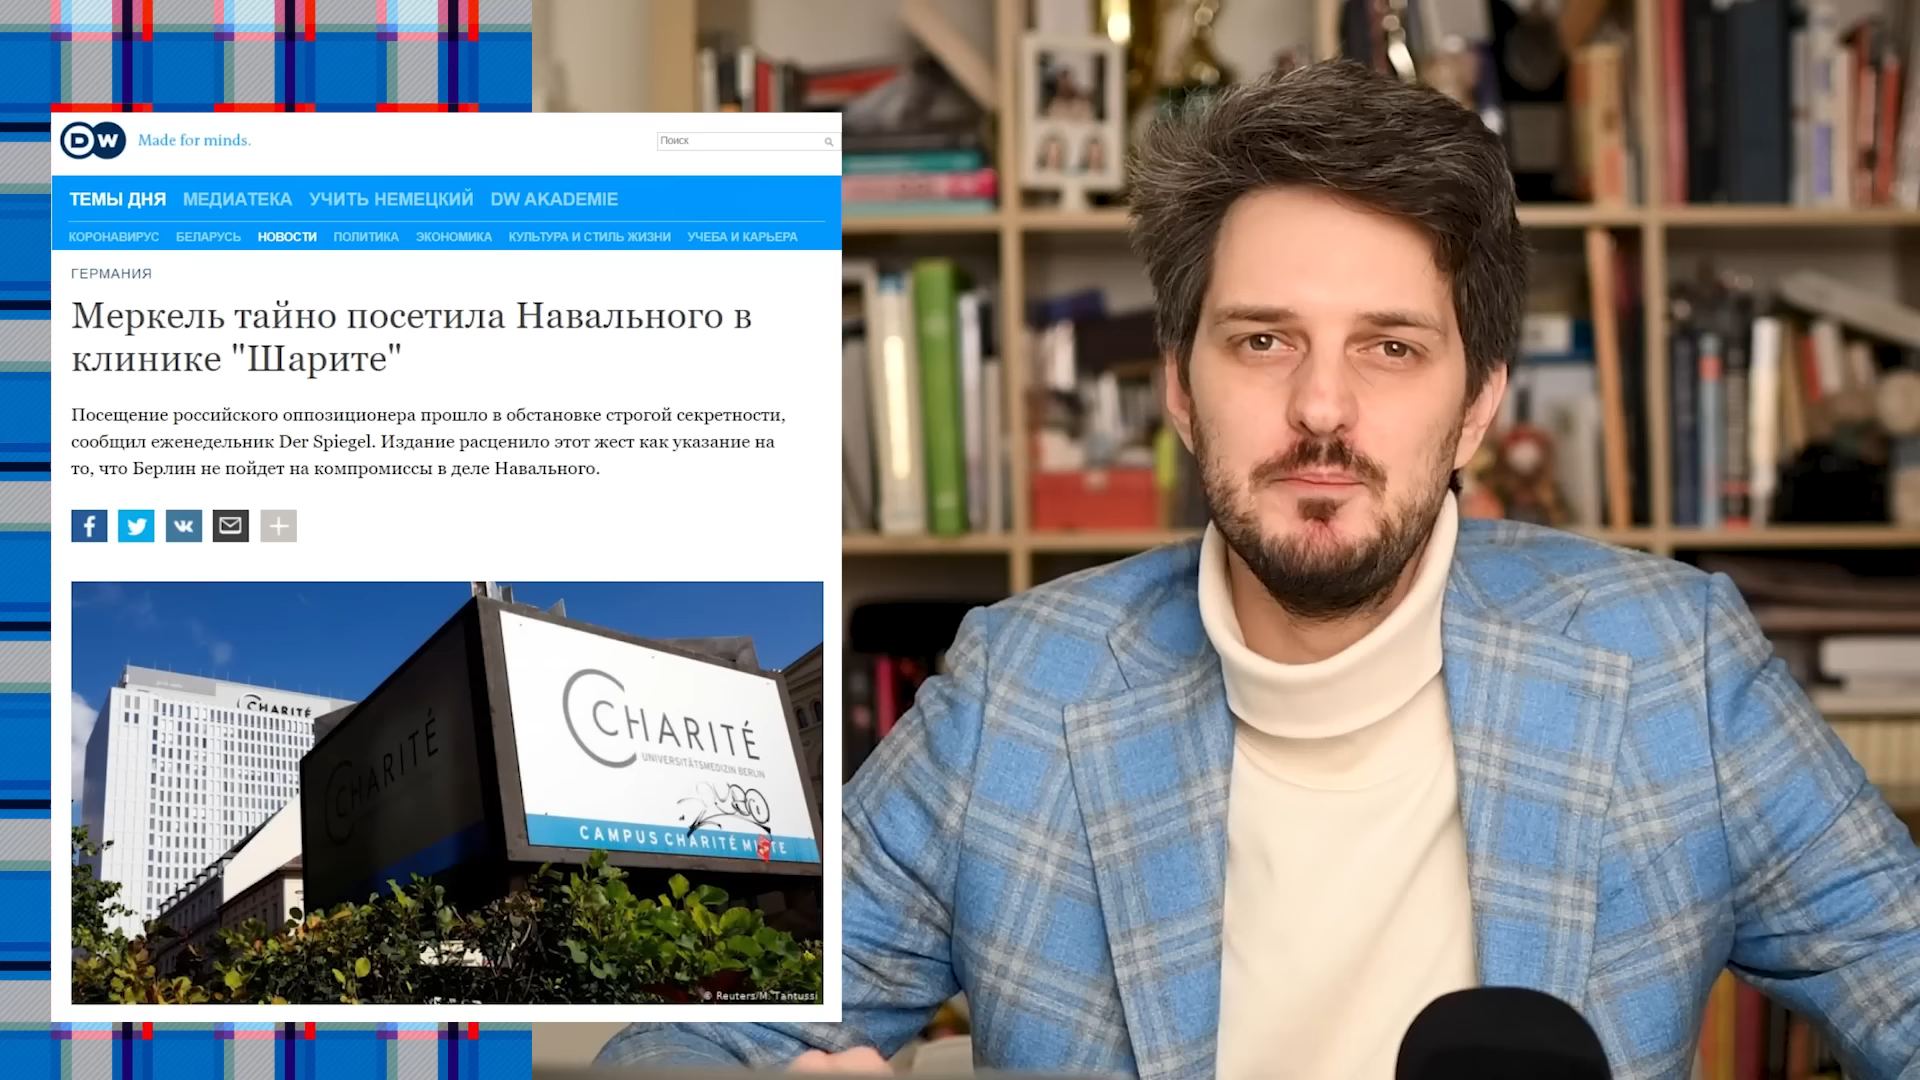 DW Made for minds.
Поиск
ТЕМЫ ДНЯ МЕДИАТЕКА УЧИТЬ НЕМЕЦКИЙ DW AKADEMIE
КОРОНАВИРУС БЕЛАРУСЬ НОВОСТИ ПОЛИТИКА ЭКОНОМИКА КУЛЬТУРА И СТИЛЬ ЖИЗНИ УЧЕБА И КАРЬЕРА
ГЕРМАНИЯ
Меркель тайно посетила Навального в
клинике "Шарите"
Посещение российского оппозиционера прошло в обстановке строгой секретности,
сообщил еженедельник Der Spiegel. Издание расценило этот жест как указание на
то, что Берлин не пойдет на компромиссы в деле Навального.
CHARITÉ
CHARITÉ
CHARITÉ
UNIVERSITÄTSMEDIZIN BERLIN
CAMPUS CHARITÉ
© Reuters/M. Tantussi